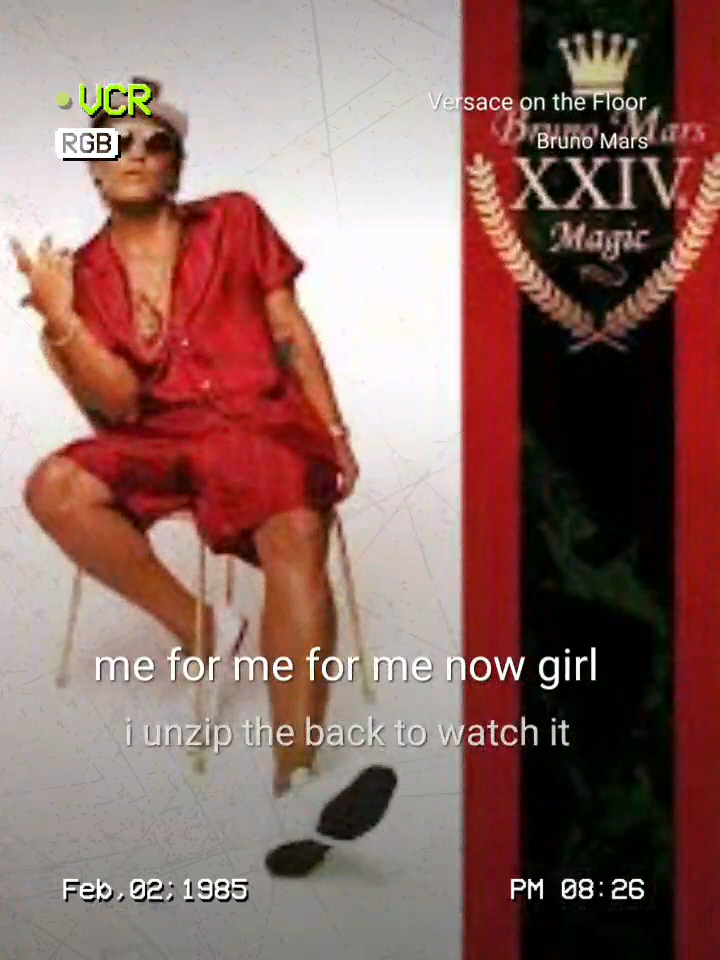 VCR
RGB
Versace on the Floor
Bruno Mars
Bruno Mars
XXIV
Magic
me for me for me now girl
i unzip the back to watch it
Feb.02;1985
PM 08:26